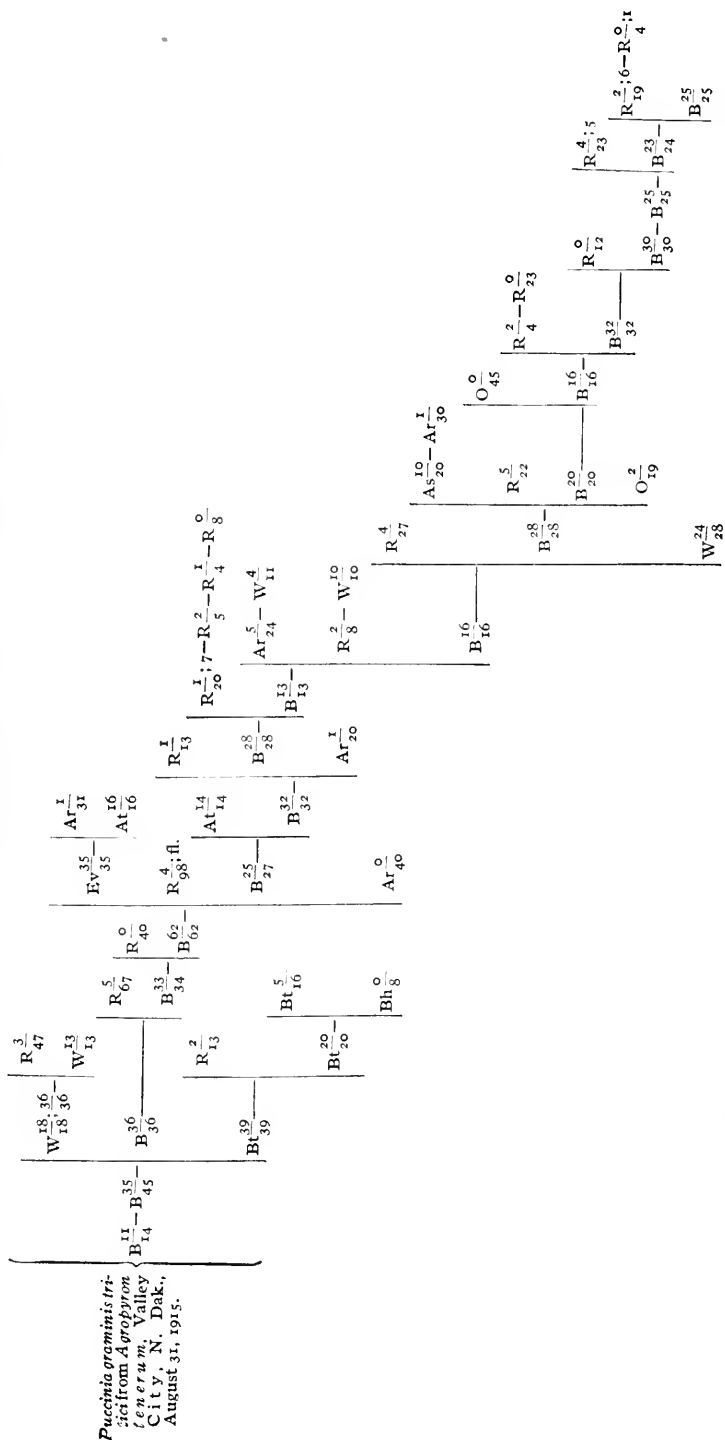 Puccinia graminis tri-
tici from Agropyron
tenerum, Valley
City, N. Dak.,
August 31, 1915.
B 11/14 — B 35/45
W 18/18; 36/36 —
B 36/36
Bt 39/39
R 3/47
W 13/13
R 2/13
Bt 20/20 —
R 5/67
B 33/34 —
Bt 5/16
Bh 0/8
R 0/40
B 62/62 —
Ev 35/35 —
R 4/98; fl.
B 25/27 —
Ar 0/40
Ar 1/31
At 16/16
At 14/14
B 32/32 —
R 1/13
B 28/28 —
Ar 1/20
R 1/20; 7 — R 2/5 — R 1/4 — R 0/8
B 13/13 —
Ar 5/24 — W 4/11
R 2/8 — W 10/10
B 16/16
R 4/27
B 28/28 —
W 24/28
As 10/20 — Ar 1/30
R 5/22
B 20/20
O 2/19
O 0/45
B 16/16 —
R 2/4 — R 0/23
B 32/32
R 0/12
B 30/30 — B 25/25 —
R 4/23; 5
B 23/24 —
R 2/19; 6 — R 0/4; 1
B 25/25